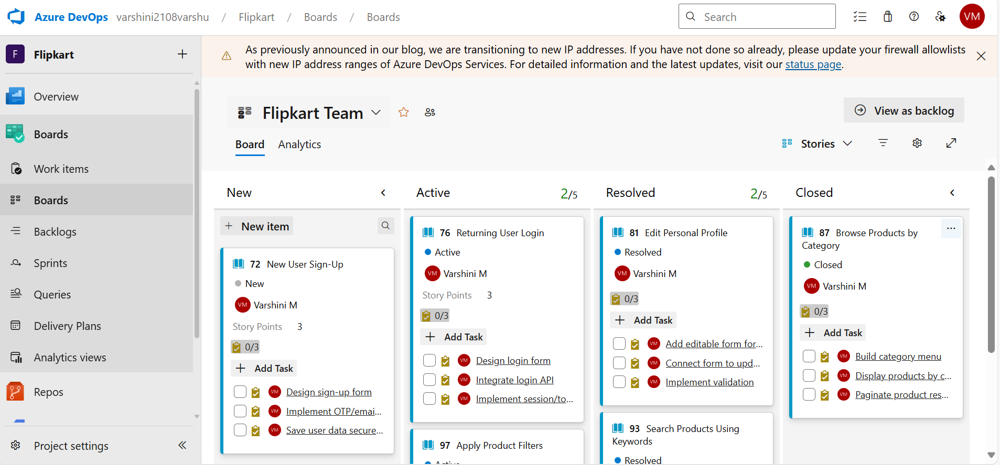 Azure DevOps varshini2108varshu / Flipkart / Boards / Boards
Search
VM
F Flipkart
Overview
Boards
Work items
Boards
Backlogs
Sprints
Queries
Delivery Plans
Analytics views
Repos
Project settings
As previously announced in our blog, we are transitioning to new IP addresses. If you have not done so already, please update your firewall allowlists
with new IP address ranges of Azure DevOps Services. For detailed information and the latest updates, visit our status page.
Flipkart Team
View as backlog
Board Analytics
Stories
New
+ New item
72 New User Sign-Up
New
VM Varshini M
Story Points 3
0/3
+ Add Task
VM Design sign-up form
VM Implement OTP/emai...
VM Save user data secure...
Active 2/5
76 Returning User Login
Active
VM Varshini M
Story Points 3
0/3
+ Add Task
VM Design login form
VM Integrate login API
VM Implement session/to...
97 Apply Product Filters
Active
Resolved 2/5
81 Edit Personal Profile
Resolved
VM Varshini M
0/3
+ Add Task
VM Add editable form for...
VM Connect form to upd...
VM Implement validation
93 Search Products Using
Keywords
Resolved
Closed
87 Browse Products by
Category
Closed
VM Varshini M
0/3
+ Add Task
VM Build category menu
VM Display products by c...
VM Paginate product res...